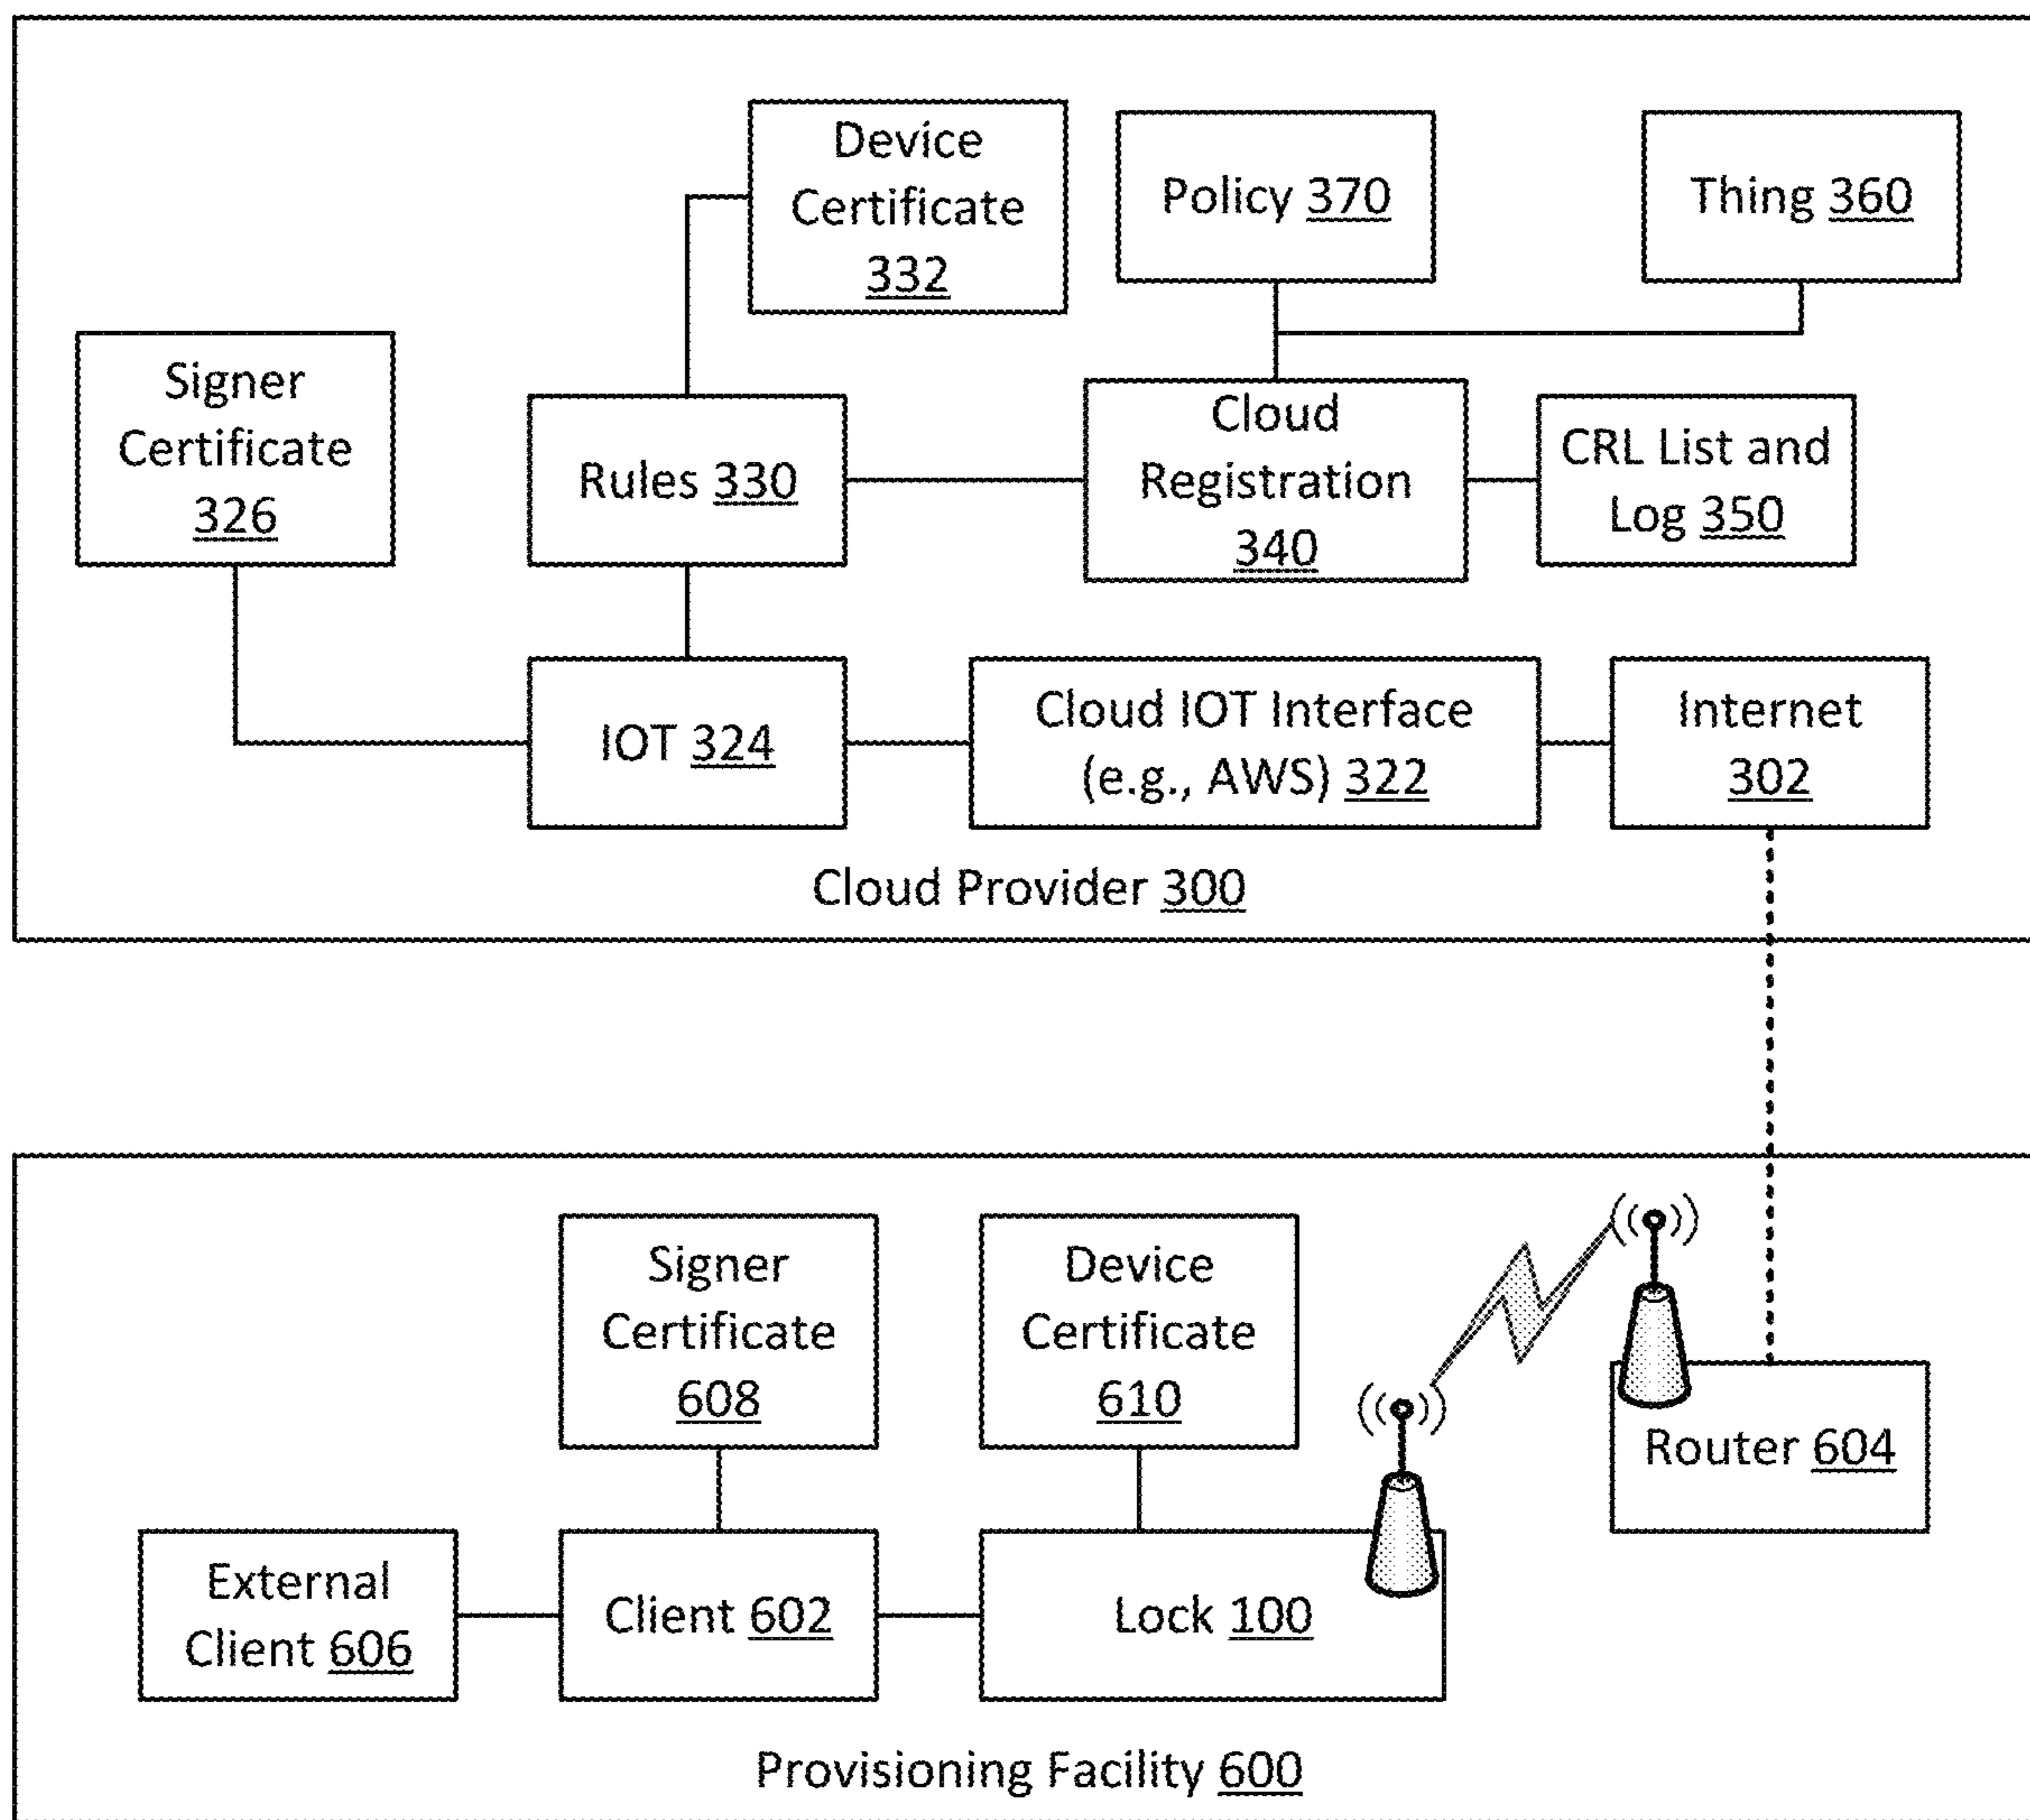 Device
Certificate
332
Policy 370
Thing 360
Signer
Certificate
326
Rules 330
Cloud
Registration
340
CRL List and
Log 350
IOT 324
Cloud IOT Interface
(e.g., AWS) 322
Internet
302
Cloud Provider 300
Signer
Certificate
608
Device
Certificate
610
Router 604
External
Client 606
Client 602
Lock 100
Provisioning Facility 600